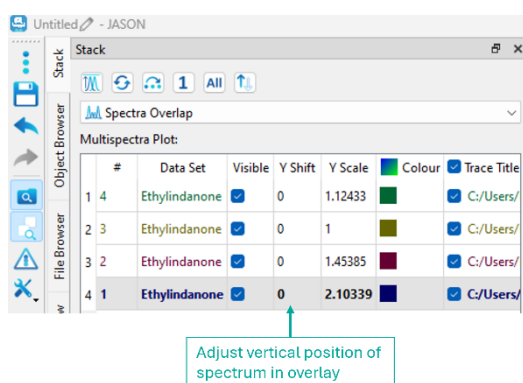 Untitled - JASON
Stack
Stack
Object Browser
File Browser
1 All
Spectra Overlap
Multispectra Plot:
# Data Set Visible Y Shift Y Scale Colour Trace Title
1 4 Ethylindanone 0 1.12433 C:/Users/
2 3 Ethylindanone 0 1 C:/Users/
3 2 Ethylindanone 0 1.45385 C:/Users/
4 1 Ethylindanone 0 2.10339 C:/Users/
Adjust vertical position of
spectrum in overlay